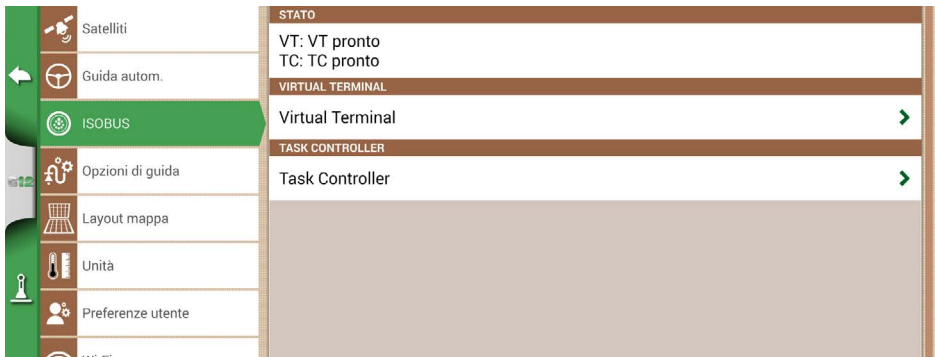 Satelliti
Guida autom.
ISOBUS
Opzioni di guida
Layout mappa
Unità
Preferenze utente
STATO
VT: VT pronto
TC: TC pronto
VIRTUAL TERMINAL
Virtual Terminal
TASK CONTROLLER
Task Controller